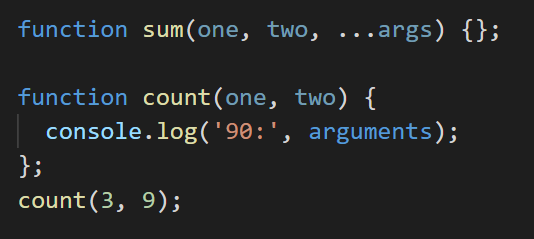 function sum(one, two, ...args) {};
function count(one, two) {
console.log('90:', arguments);
};
count(3, 9);